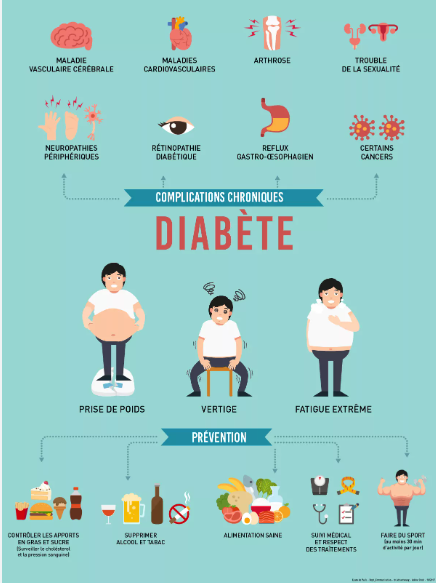 MALADIE
VASCULAIRE CÉRÉBRALE
MALADIES
CARDIOVASCULAIRES
ARTHROSE
TROUBLE
DE LA SEXUALITÉ
NEUROPATHIES
PÉRIPHÉRIQUES
RÉTINOPATHIE
DIABÉTIQUE
REFLUX
GASTRO-ŒSOPHAGIEN
CERTAINS
CANCERS
COMPLICATIONS CHRONIQUES
DIABÈTE
PRISE DE POIDS
VERTIGE
FATIGUE EXTRÊME
PRÉVENTION
CONTRÔLER LES APPORTS
EN GRAS ET SUCRE
(Surveiller le cholestérol
et la pression sanguine)
SUPPRIMER
ALCOOL ET TABAC
ALIMENTATION SAINE
SUIVI MÉDICAL
ET RESPECT
DES TRAITEMENTS
FAIRE DU SPORT
(au moins 30 min
d'activité par jour)